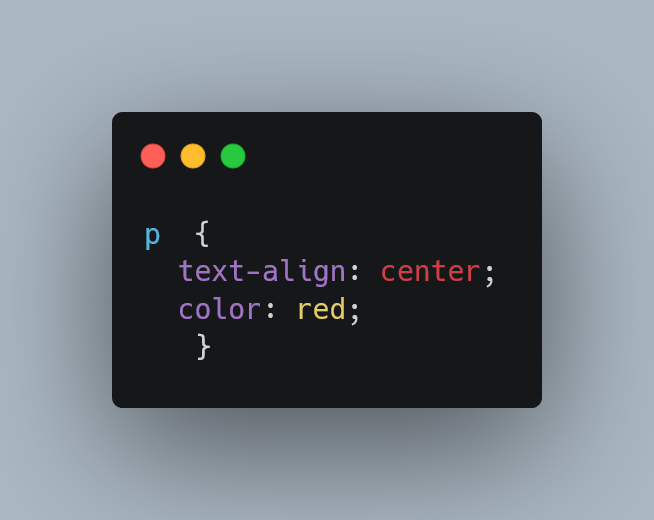 p  {
  text-align: center;
  color: red;
   }